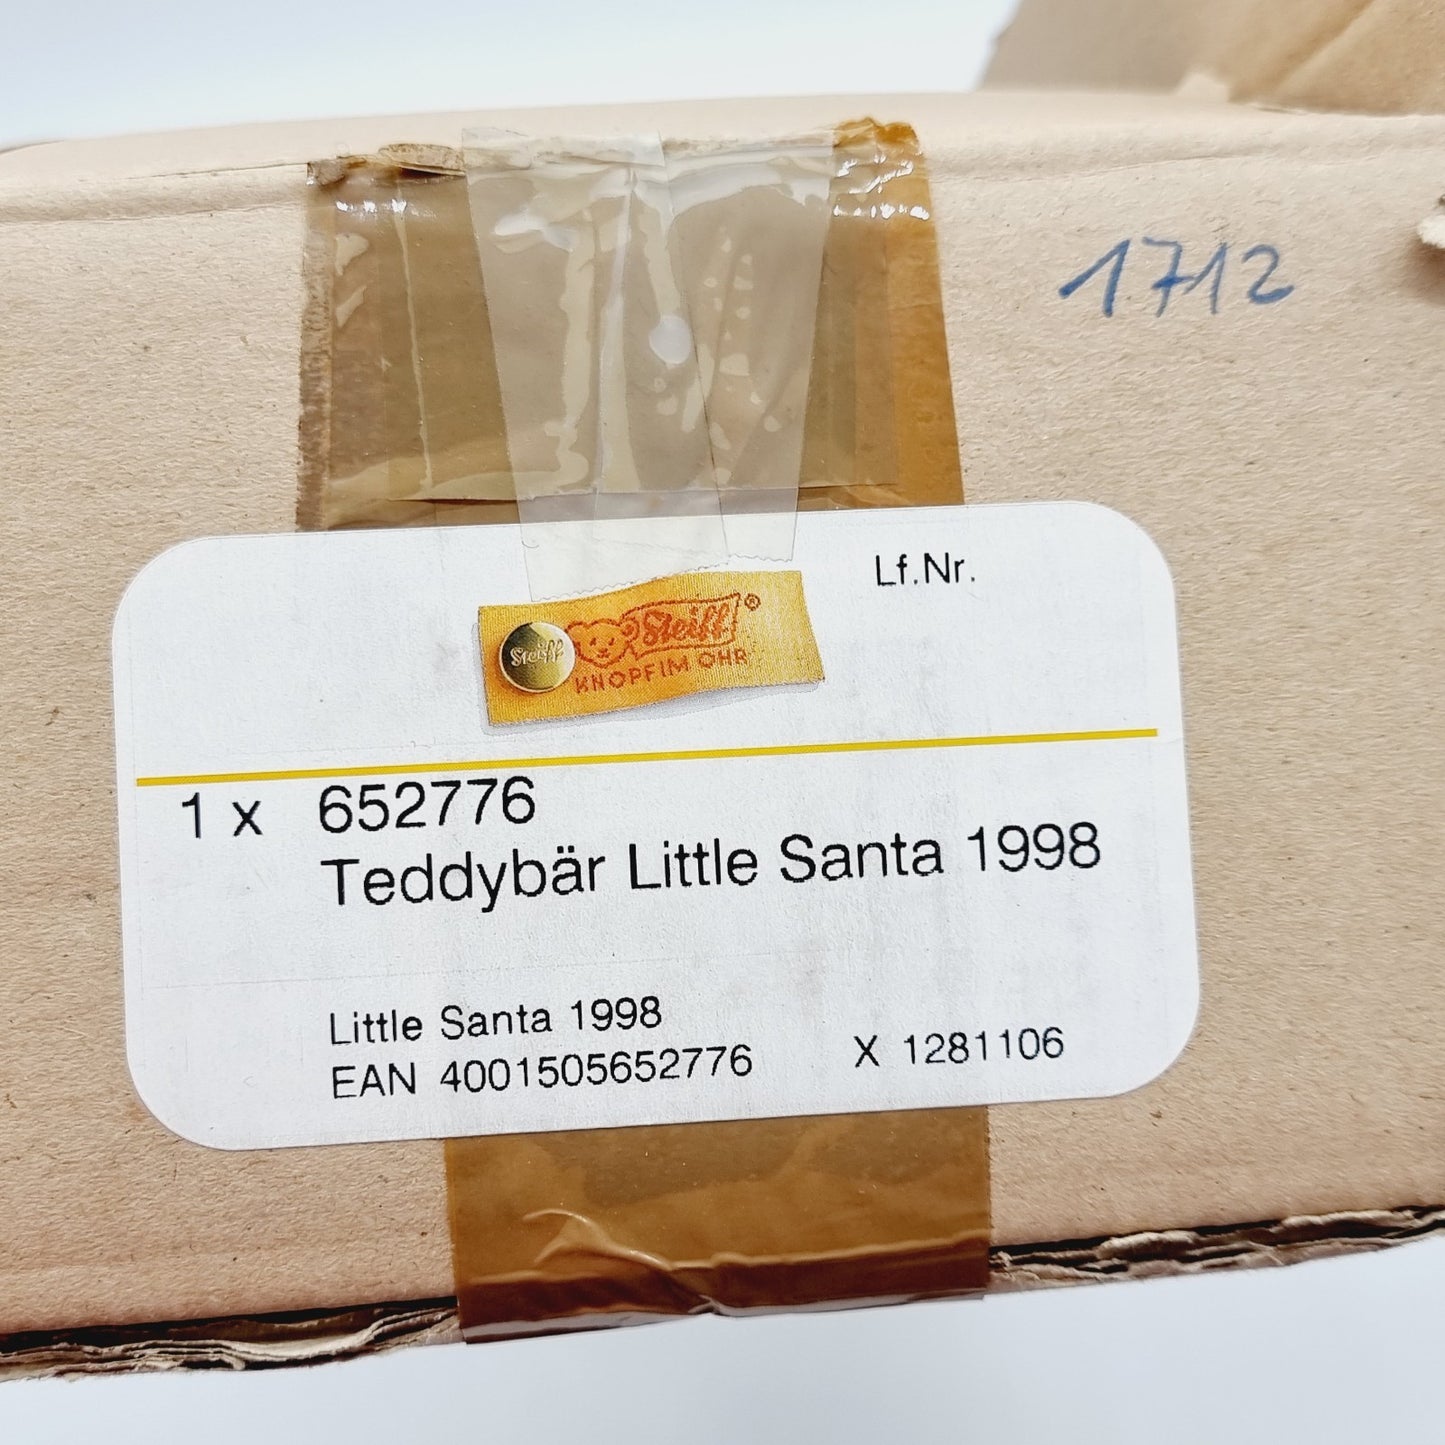 1712
Lf.Nr.
Steiff
Steiff®
KNOPF IM OHR
1 x 652776
Teddybär Little Santa 1998
Little Santa 1998
EAN 4001505652776 X 1281106